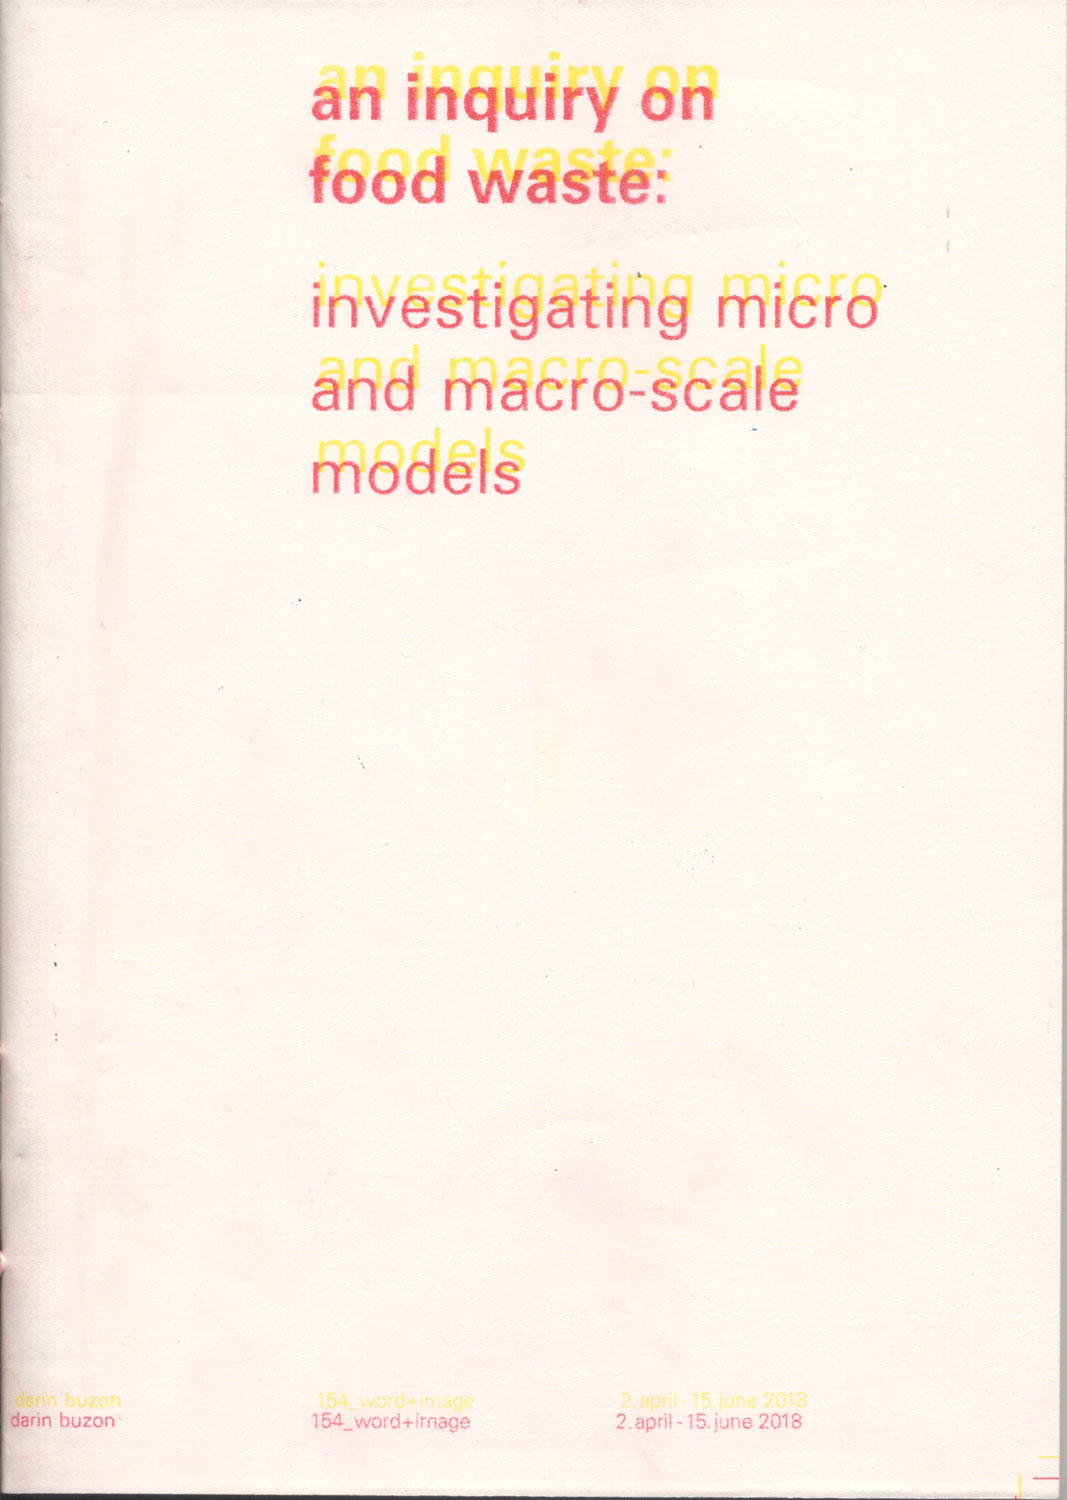 an inquiry on
food waste:
investigating micro
and macro-scale
models
darin buzon 154_word+image 2.april-15.june 2018